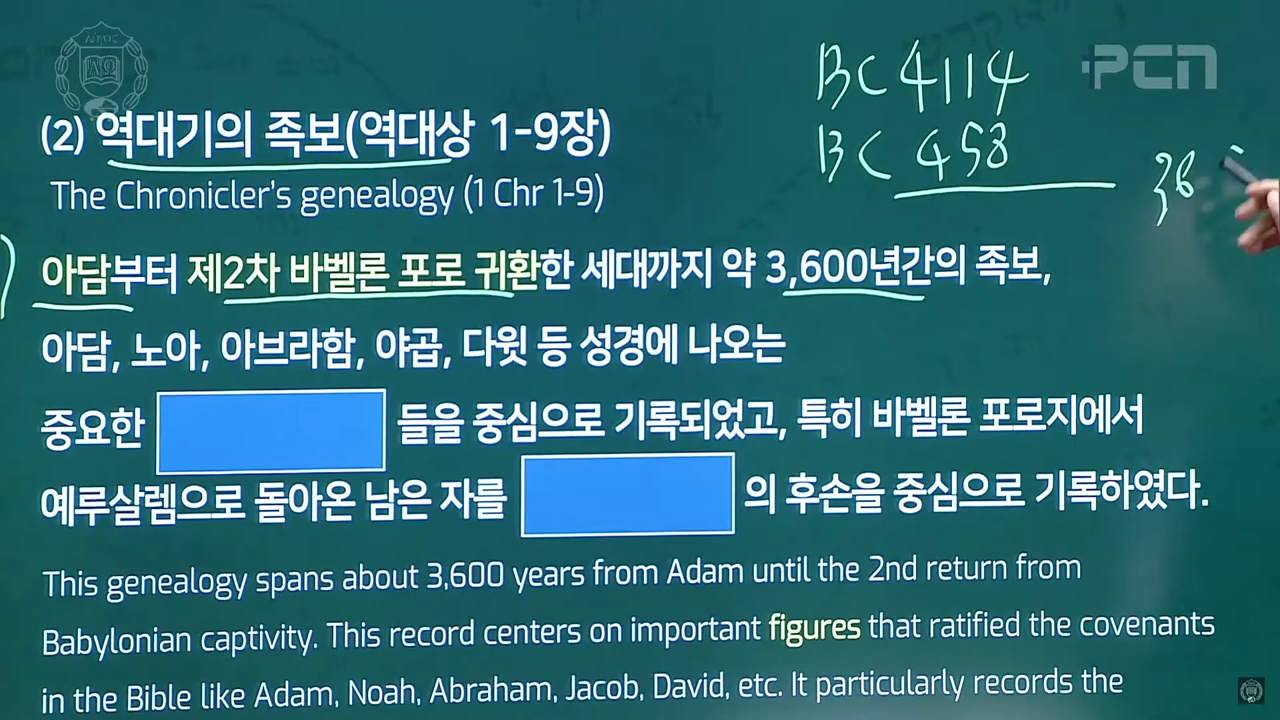 ΛΟΓΟΣ
ΑΩ
PCN
BC 4114
BC 458
36
(2) 역대기의 족보(역대상 1-9장)
The Chronicler's genealogy (1 Chr 1-9)
아담부터 제2차 바벨론 포로 귀환한 세대까지 약 3,600년간의 족보,
아담, 노아, 아브라함, 야곱, 다윗 등 성경에 나오는
중요한 들을 중심으로 기록되었고, 특히 바벨론 포로지에서
예루살렘으로 돌아온 남은 자를 의 후손을 중심으로 기록하였다.
This genealogy spans about 3,600 years from Adam until the 2nd return from
Babylonian captivity. This record centers on important figures that ratified the covenants
in the Bible like Adam, Noah, Abraham, Jacob, David, etc. It particularly records the